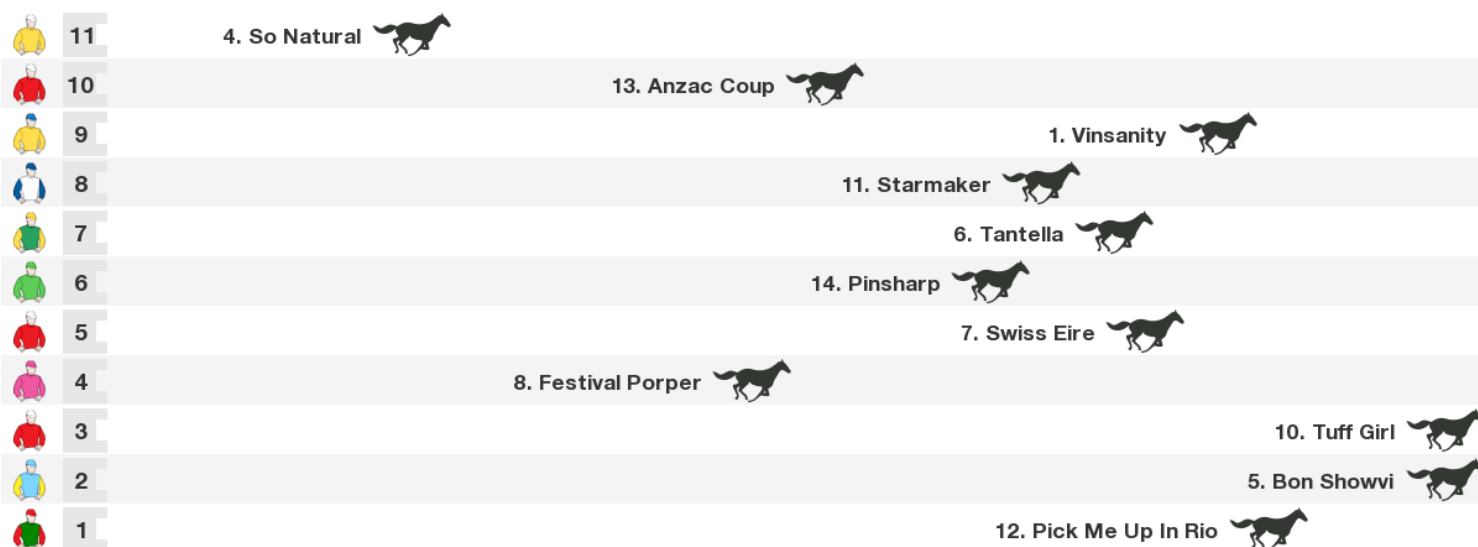 11 4. So Natural
10 13. Anzac Coup
9 1. Vinsanity
8 11. Starmaker
7 6. Tantella
6 14. Pinsharp
5 7. Swiss Eire
4 8. Festival Porper
3 10. Tuff Girl
2 5. Bon Showvi
1 12. Pick Me Up In Rio